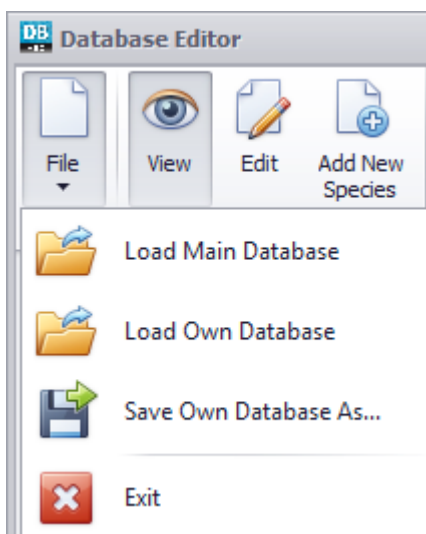 DB
Database Editor
File
View
Edit
Add New
Species
Load Main Database
Load Own Database
Save Own Database As...
Exit